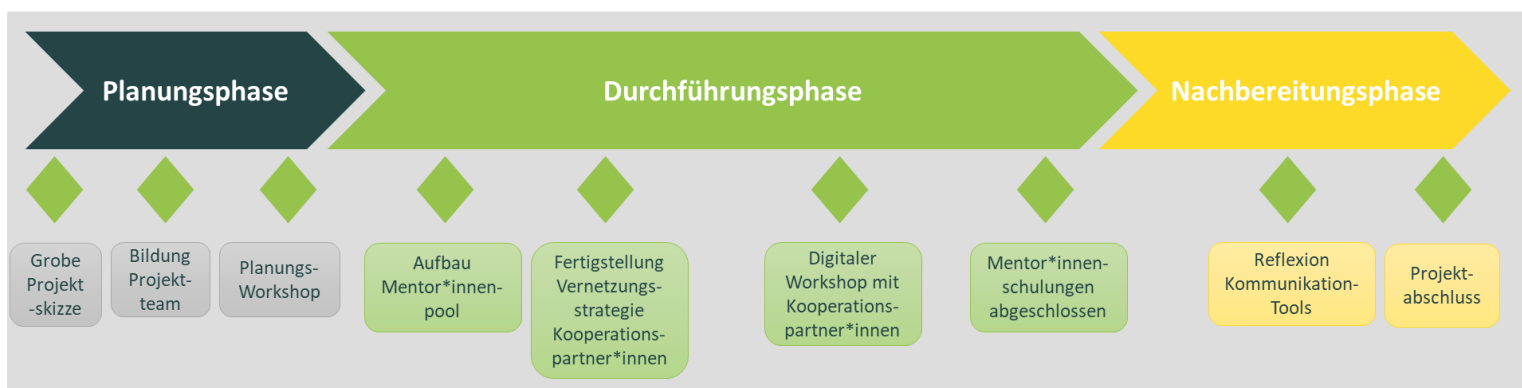 Planungsphase
Durchführungsphase
Nachbereitungsphase
Grobe
Projekt
-skizze
Bildung
Projekt-
team
Planungs-
Workshop
Aufbau
Mentor*innen-
pool
Fertigstellung
Vernetzungs-
strategie
Kooperations-
partner*innen
Digitaler
Workshop mit
Kooperations-
partner*innen
Mentor*innen-
schulungen
abgeschlossen
Reflexion
Kommunikation-
Tools
Projekt-
abschluss